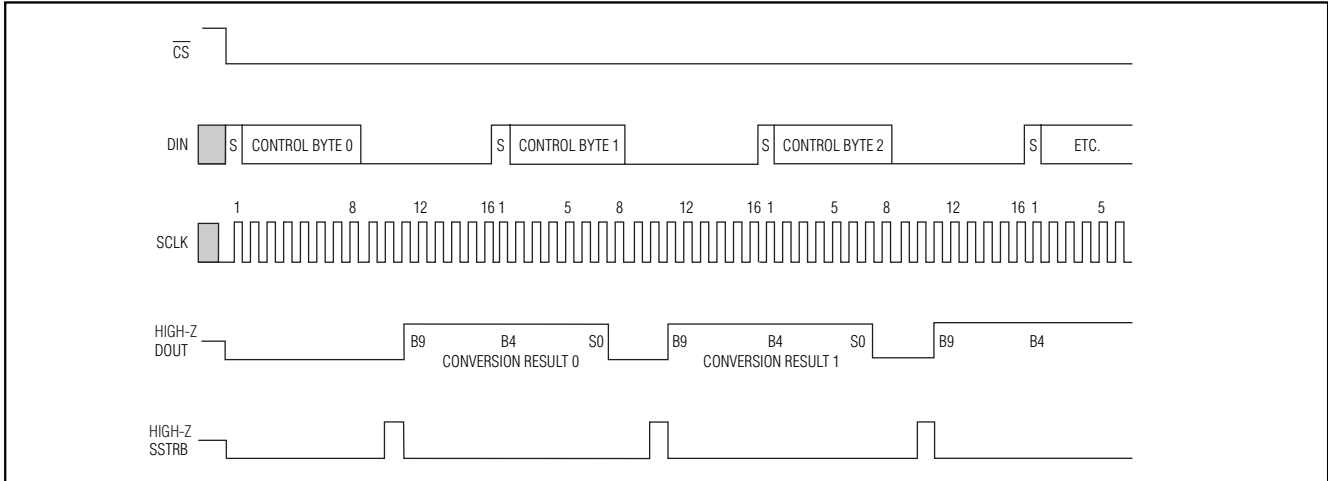 CS
DIN S CONTROL BYTE 0 S CONTROL BYTE 1 S CONTROL BYTE 2 S ETC.
1 8 12 16 1 5 8 12 16 1 5 8 12 16 1 5
SCLK
HIGH-Z
DOUT
B9 B4 S0 B9 B4 S0 B9 B4
CONVERSION RESULT 0 CONVERSION RESULT 1
HIGH-Z
SSTRB